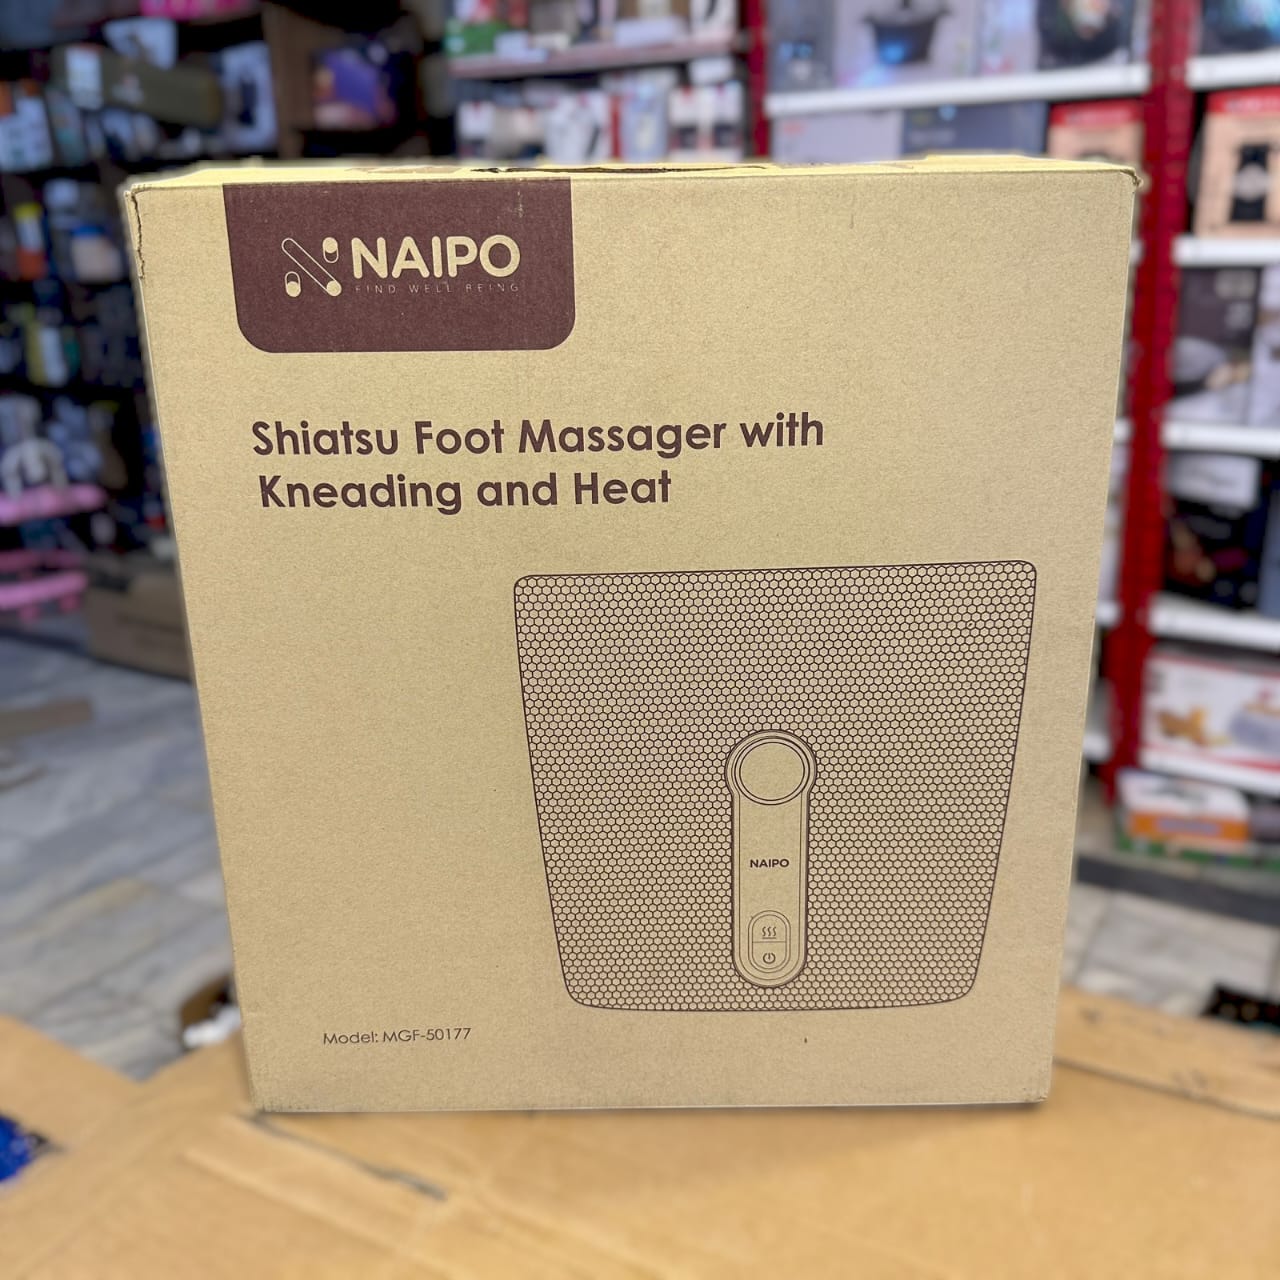 NAIPO
FIND WELL BEING
Shiatsu Foot Massager with
Kneading and Heat
NAIPO
Model: MGF-50177